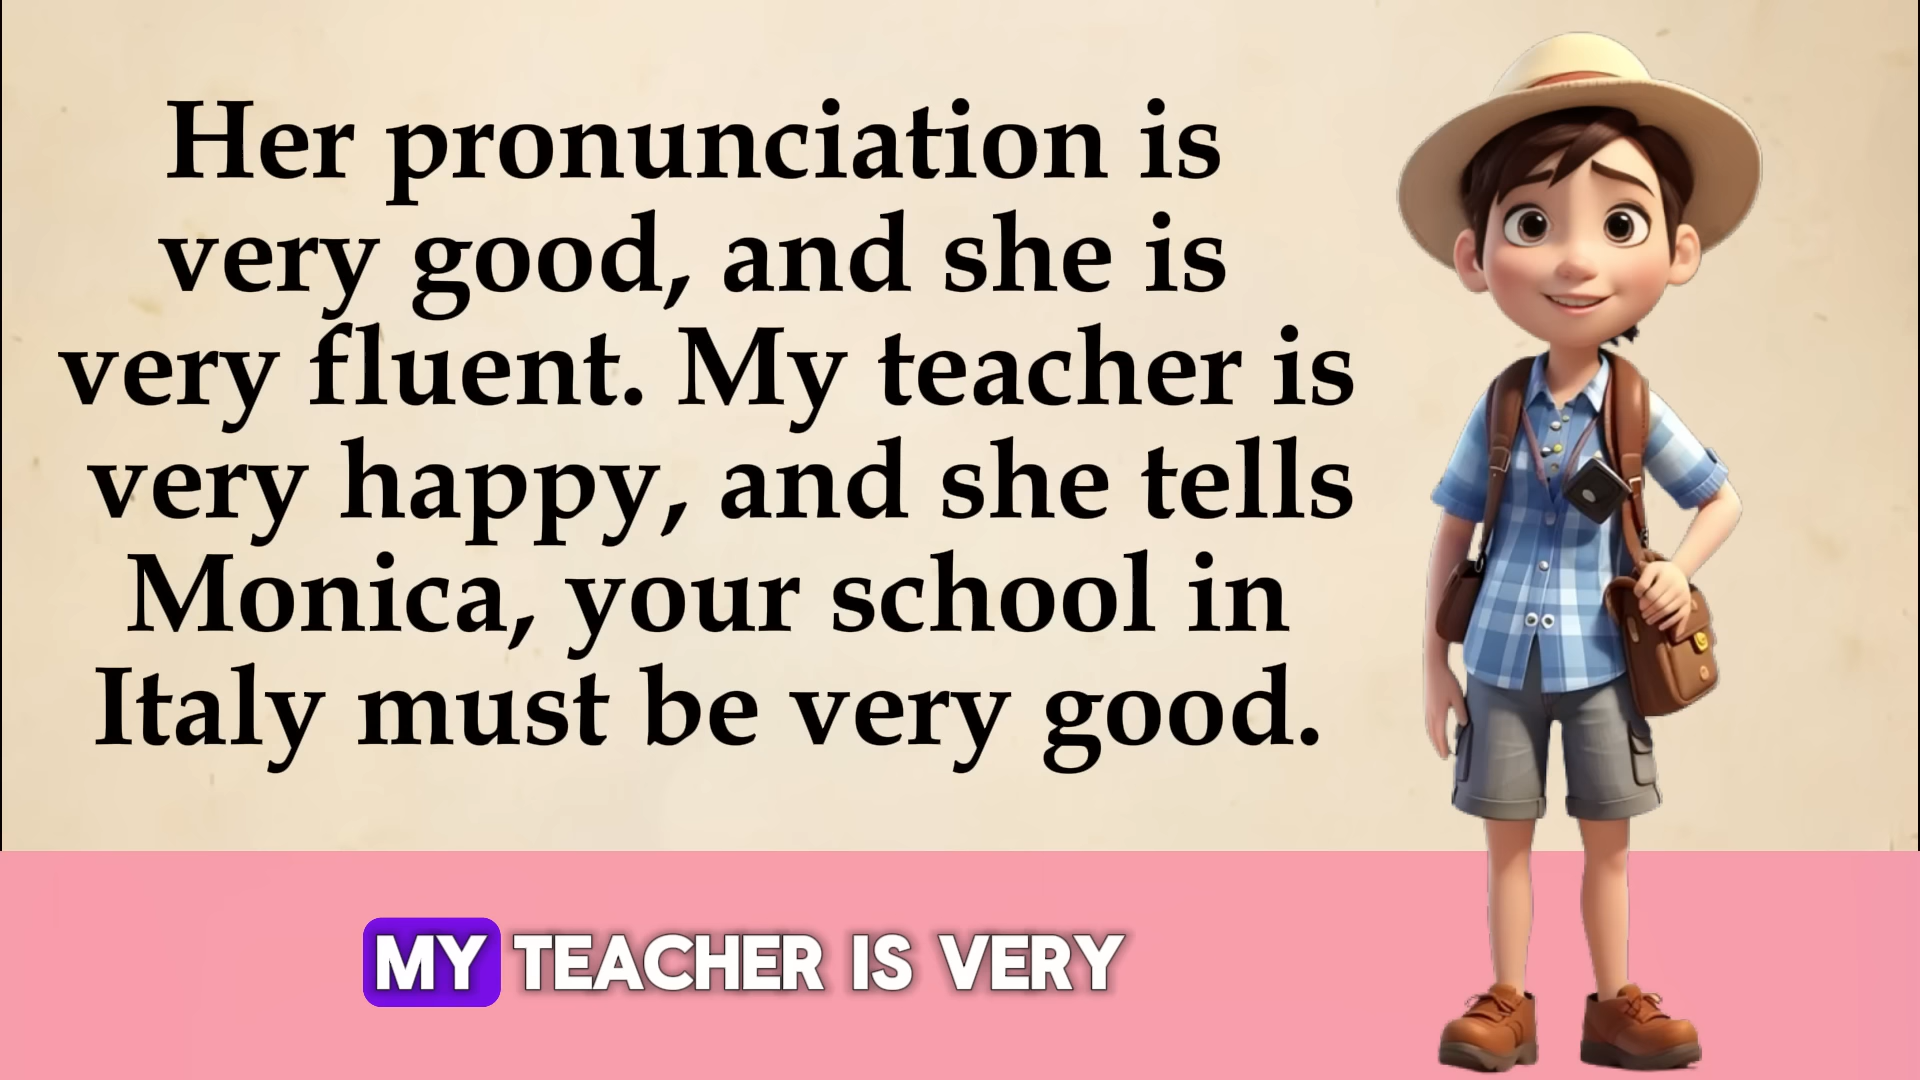 Her pronunciation is
very good, and she is
very fluent. My teacher is
very happy, and she tells
Monica, your school in
Italy must be very good.
MY TEACHER IS VERY